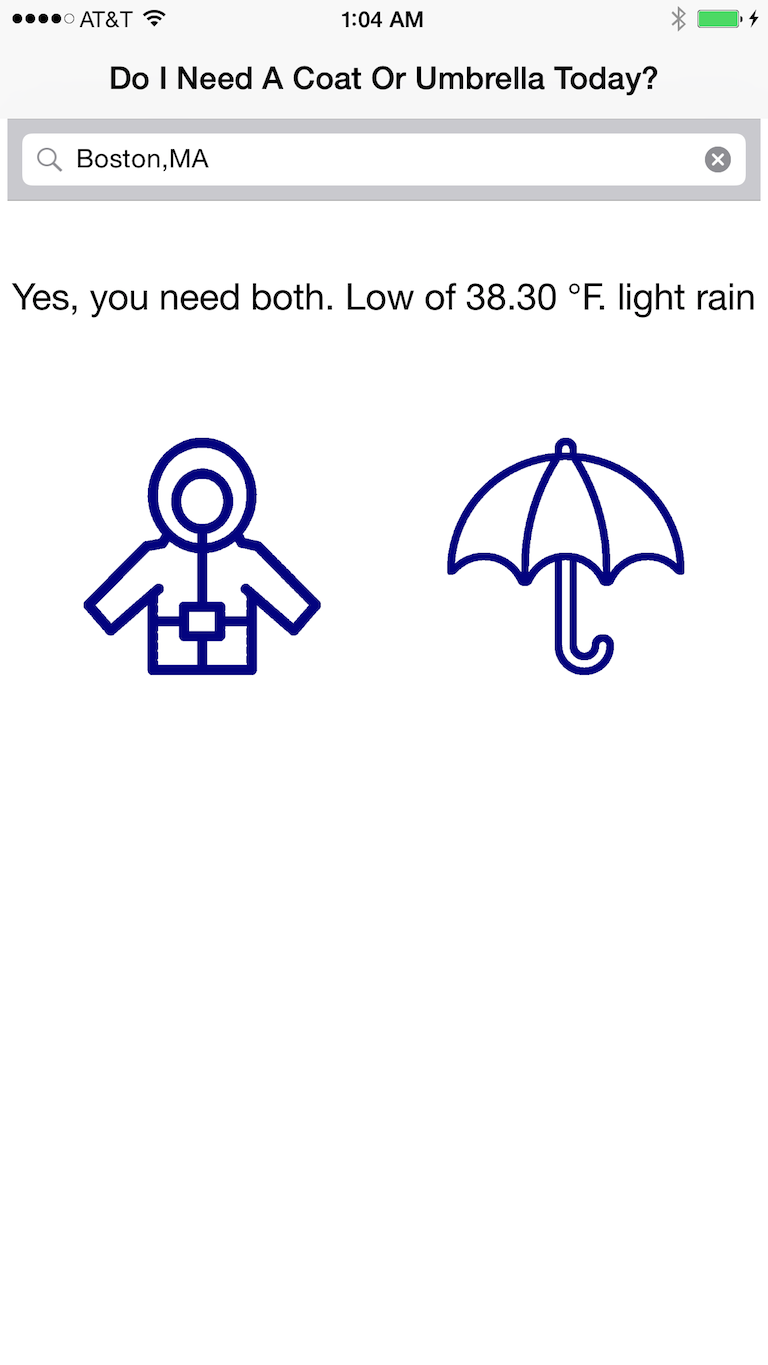 AT&T 1:04 AM
Do I Need A Coat Or Umbrella Today?
Boston,MA
Yes, you need both. Low of 38.30 °F. light rain